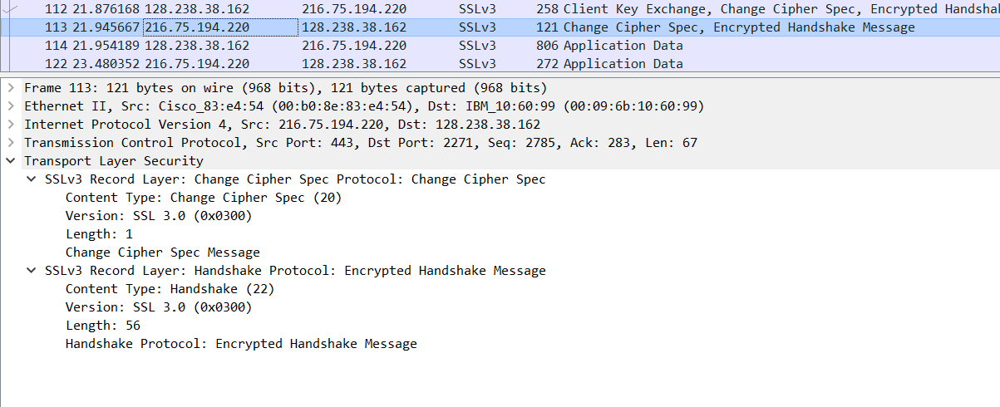 112 21.876168 128.238.38.162 216.75.194.220 SSLv3 258 Client Key Exchange, Change Cipher Spec, Encrypted Handshak
113 21.945667 216.75.194.220 128.238.38.162 SSLv3 121 Change Cipher Spec, Encrypted Handshake Message
114 21.954189 128.238.38.162 216.75.194.220 SSLv3 806 Application Data
122 23.480352 216.75.194.220 128.238.38.162 SSLv3 272 Application Data
Frame 113: 121 bytes on wire (968 bits), 121 bytes captured (968 bits)
Ethernet II, Src: Cisco_83:e4:54 (00:b0:8e:83:e4:54), Dst: IBM_10:60:99 (00:09:6b:10:60:99)
Internet Protocol Version 4, Src: 216.75.194.220, Dst: 128.238.38.162
Transmission Control Protocol, Src Port: 443, Dst Port: 2271, Seq: 2785, Ack: 283, Len: 67
Transport Layer Security
SSLv3 Record Layer: Change Cipher Spec Protocol: Change Cipher Spec
Content Type: Change Cipher Spec (20)
Version: SSL 3.0 (0x0300)
Length: 1
Change Cipher Spec Message
SSLv3 Record Layer: Handshake Protocol: Encrypted Handshake Message
Content Type: Handshake (22)
Version: SSL 3.0 (0x0300)
Length: 56
Handshake Protocol: Encrypted Handshake Message